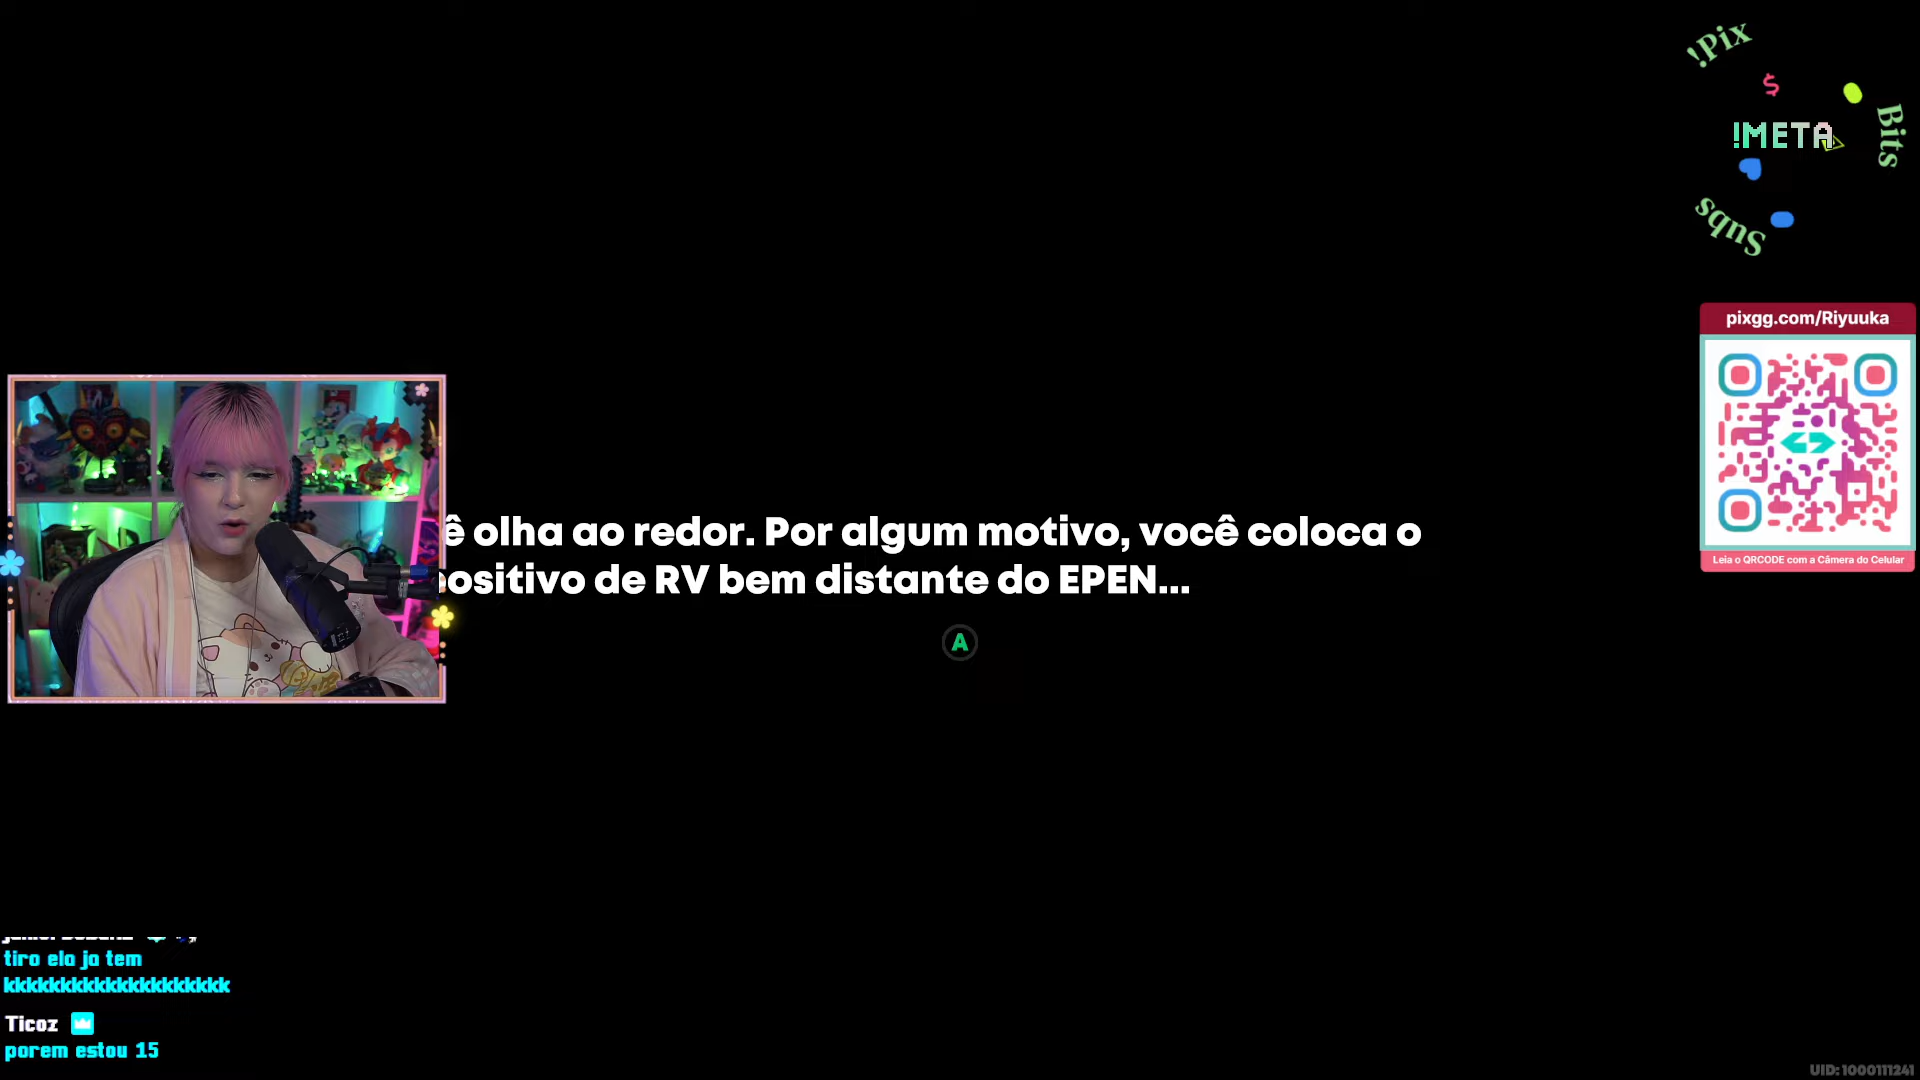 !Pix
$
!META
Bits
Subs
pixgg.com/Riyuuka
Leia o QRCODE com a Câmera do Celular
ê olha ao redor. Por algum motivo, você coloca o
ositivo de RV bem distante do EPEN...
A
tiro ela ja tem
kkkkkkkkkkkkkkkkkkkk
Ticoz
porem estou 15
UID: 1000111241